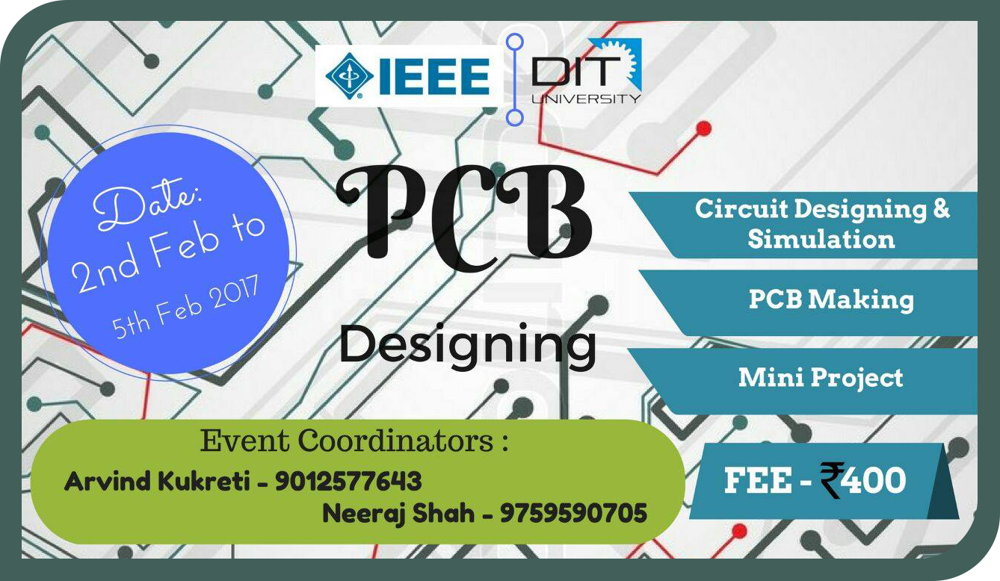 IEEE
DIT
UNIVERSITY
Date:
2nd Feb to
5th Feb 2017
PCB
Designing
Circuit Designing &
Simulation
PCB Making
Mini Project
Event Coordinators :
Arvind Kukreti - 9012577643
Neeraj Shah - 9759590705
FEE - ₹400